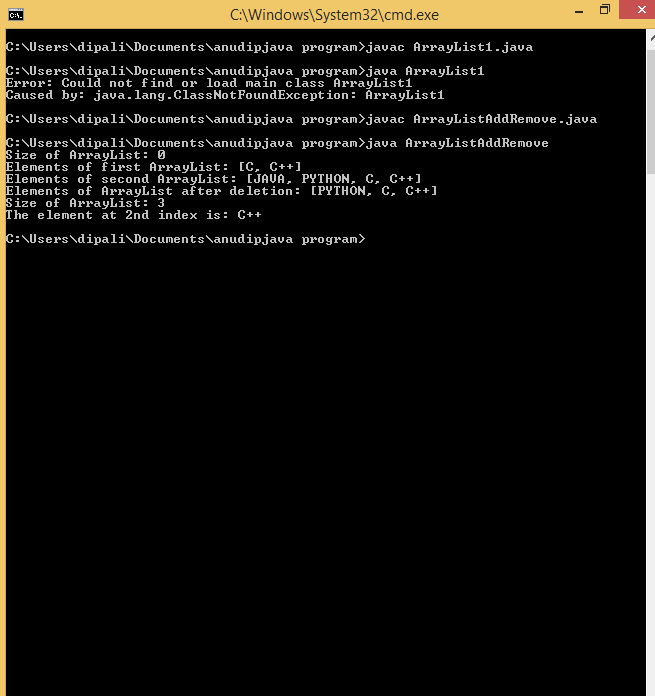 C:\Windows\System32\cmd.exe
C:\Users\dipali\Documents\anudipjava program>javac ArrayList1.java
C:\Users\dipali\Documents\anudipjava program>java ArrayList1
Error: Could not find or load main class ArrayList1
Caused by: java.lang.ClassNotFoundException: ArrayList1
C:\Users\dipali\Documents\anudipjava program>javac ArrayListAddRemove.java
C:\Users\dipali\Documents\anudipjava program>java ArrayListAddRemove
Size of ArrayList: 0
Elements of first ArrayList: [C, C++]
Elements of second ArrayList: [JAVA, PYTHON, C, C++]
Elements of ArrayList after deletion: [PYTHON, C, C++]
Size of ArrayList: 3
The element at 2nd index is: C++
C:\Users\dipali\Documents\anudipjava program>